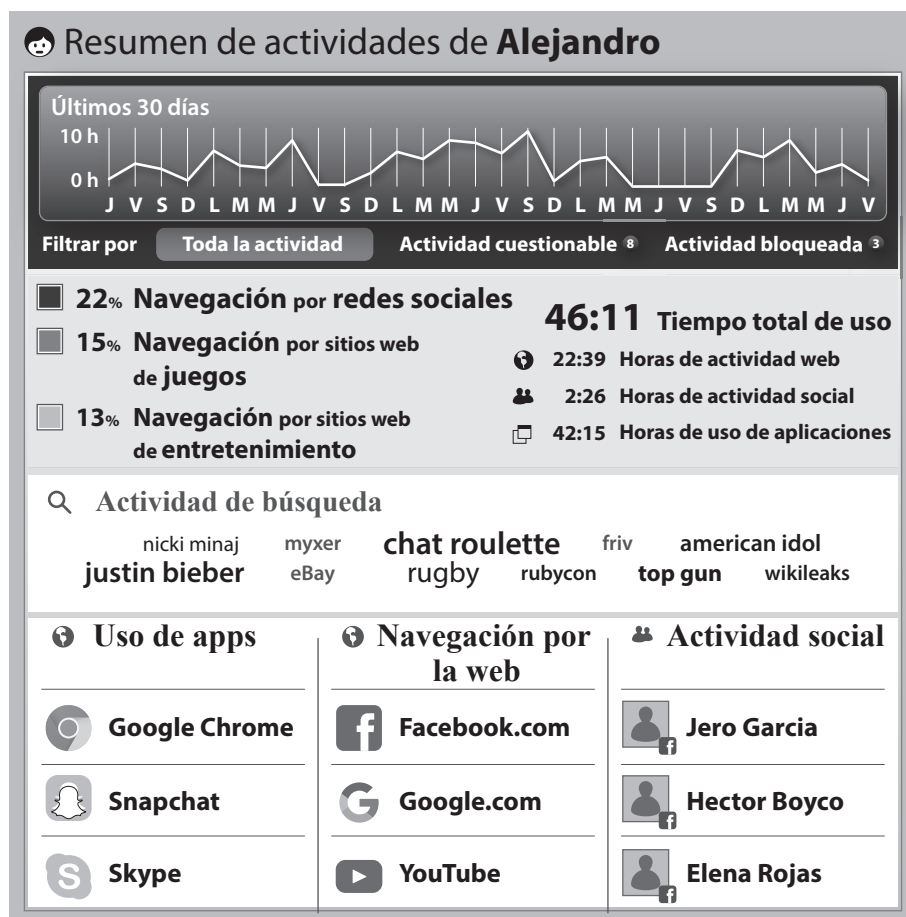 Resumen de actividades de Alejandro
Últimos 30 días
10 h
0 h
J V S D L M M J V S D L M M J V S D L M M J V S D L M M J V
Filtrar por Toda la actividad Actividad cuestionable 8 Actividad bloqueada 3
22% Navegación por redes sociales
15% Navegación por sitios web
de juegos
13% Navegación por sitios web
de entretenimiento
46:11 Tiempo total de uso
22:39 Horas de actividad web
2:26 Horas de actividad social
42:15 Horas de uso de aplicaciones
Actividad de búsqueda
nicki minaj myxer chat roulette friv american idol
justin bieber eBay rugby rubycon top gun wikileaks
Uso de apps
Google Chrome
Snapchat
Skype
Navegación por
la web
Facebook.com
Google.com
YouTube
Actividad social
Jero Garcia
Hector Boyco
Elena Rojas